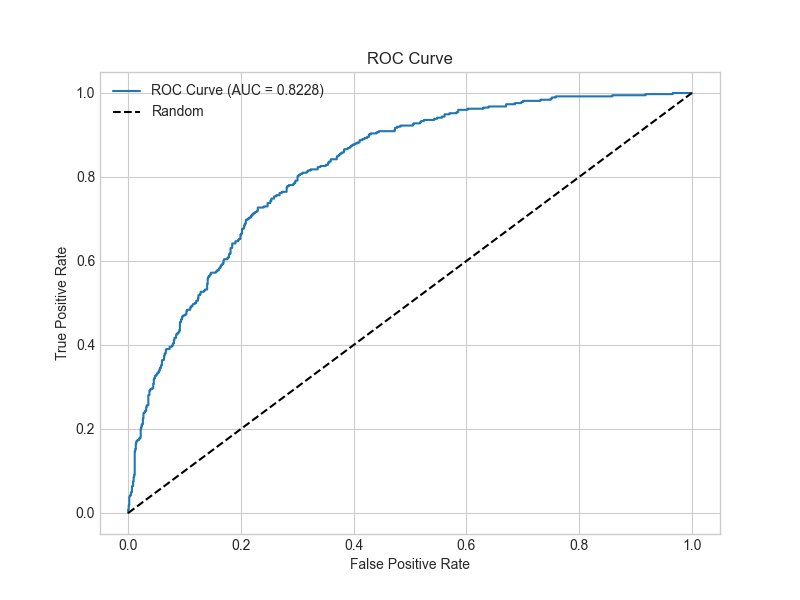 ROC Curve
ROC Curve (AUC = 0.8228)
Random
1.0
0.8
0.6
0.4
0.2
0.0
True Positive Rate
0.0 0.2 0.4 0.6 0.8 1.0
False Positive Rate